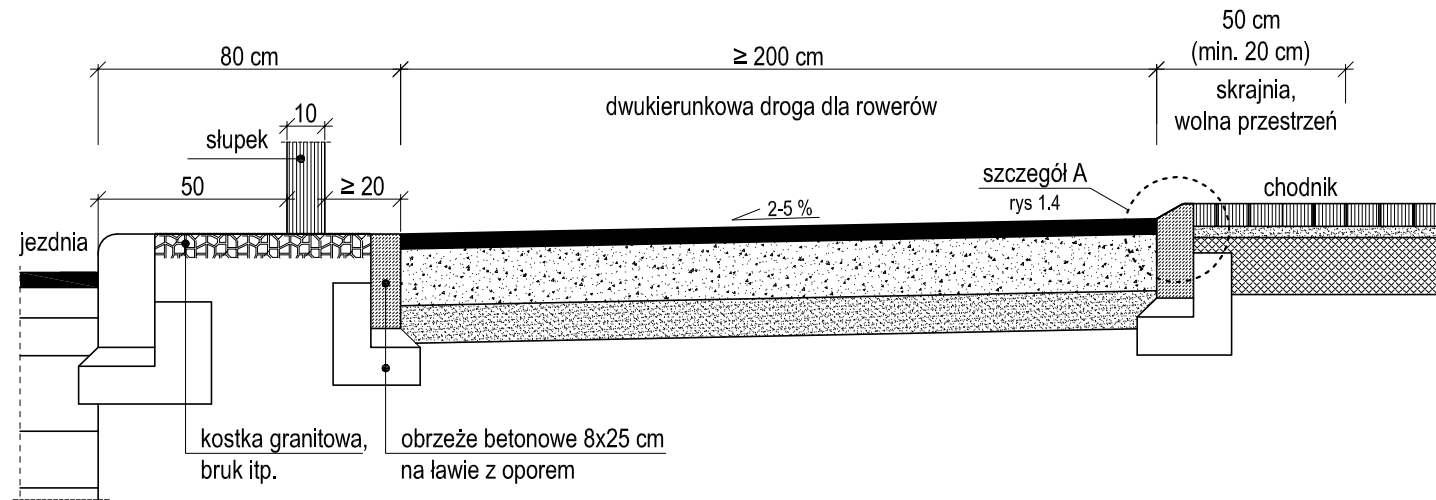 50 cm
(min. 20 cm)
80 cm
≥ 200 cm
skrajnia,
wolna przestrzeń
dwukierunkowa droga dla rowerów
10
słupek
50
≥ 20
szczegół A
rys 1.4
2-5 %
chodnik
jezdnia
kostka granitowa,
bruk itp.
obrzeże betonowe 8x25 cm
na ławie z oporem